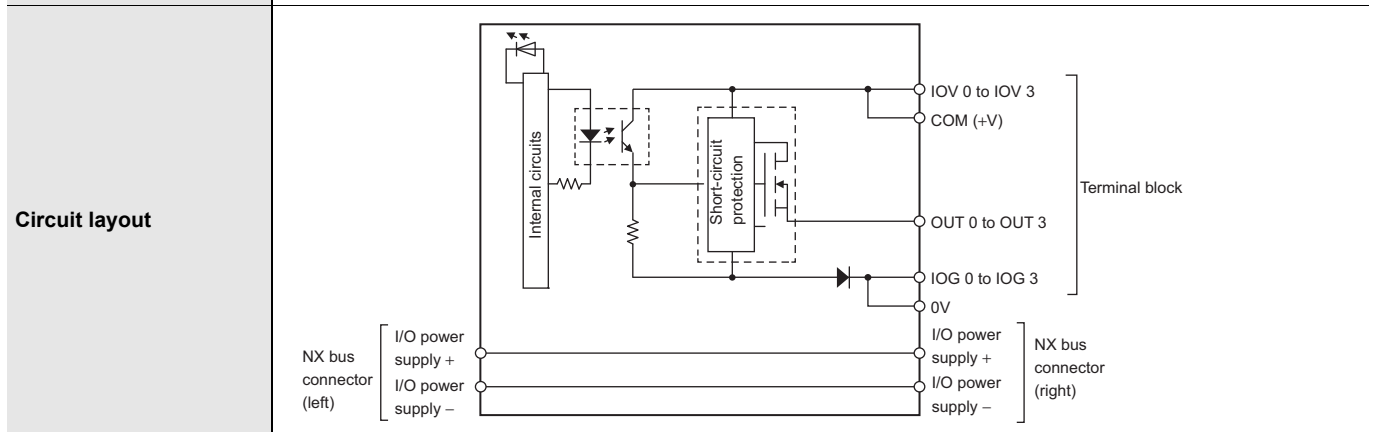 Circuit layout
Internal circuits
Short-circuit
protection
IOV 0 to IOV 3
COM (+V)
OUT 0 to OUT 3
IOG 0 to IOG 3
0V
Terminal block
NX bus
connector
(left)
I/O power
supply +
I/O power
supply −
I/O power
supply +
I/O power
supply −
NX bus
connector
(right)